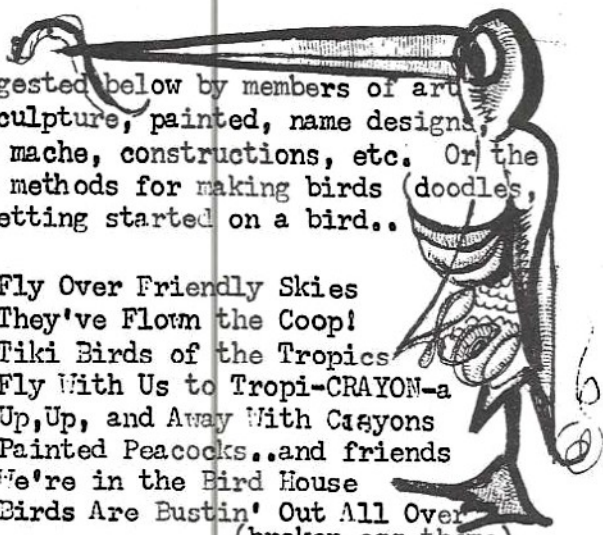 gested below by members of art
culpture, painted, name designs,
mache, constructions, etc. Or the
methods for making birds (doodles,
etting started on a bird..
Fly Over Friendly Skies
They've Flown the Coop!
Tiki Birds of the Tropics
Fly With Us to Tropi-CRAYON-a
Up,Up, and Away With Crayons
Painted Peacocks..and friends
We're in the Bird House
Birds Are Bustin' Out All Over
(broken egg theme)